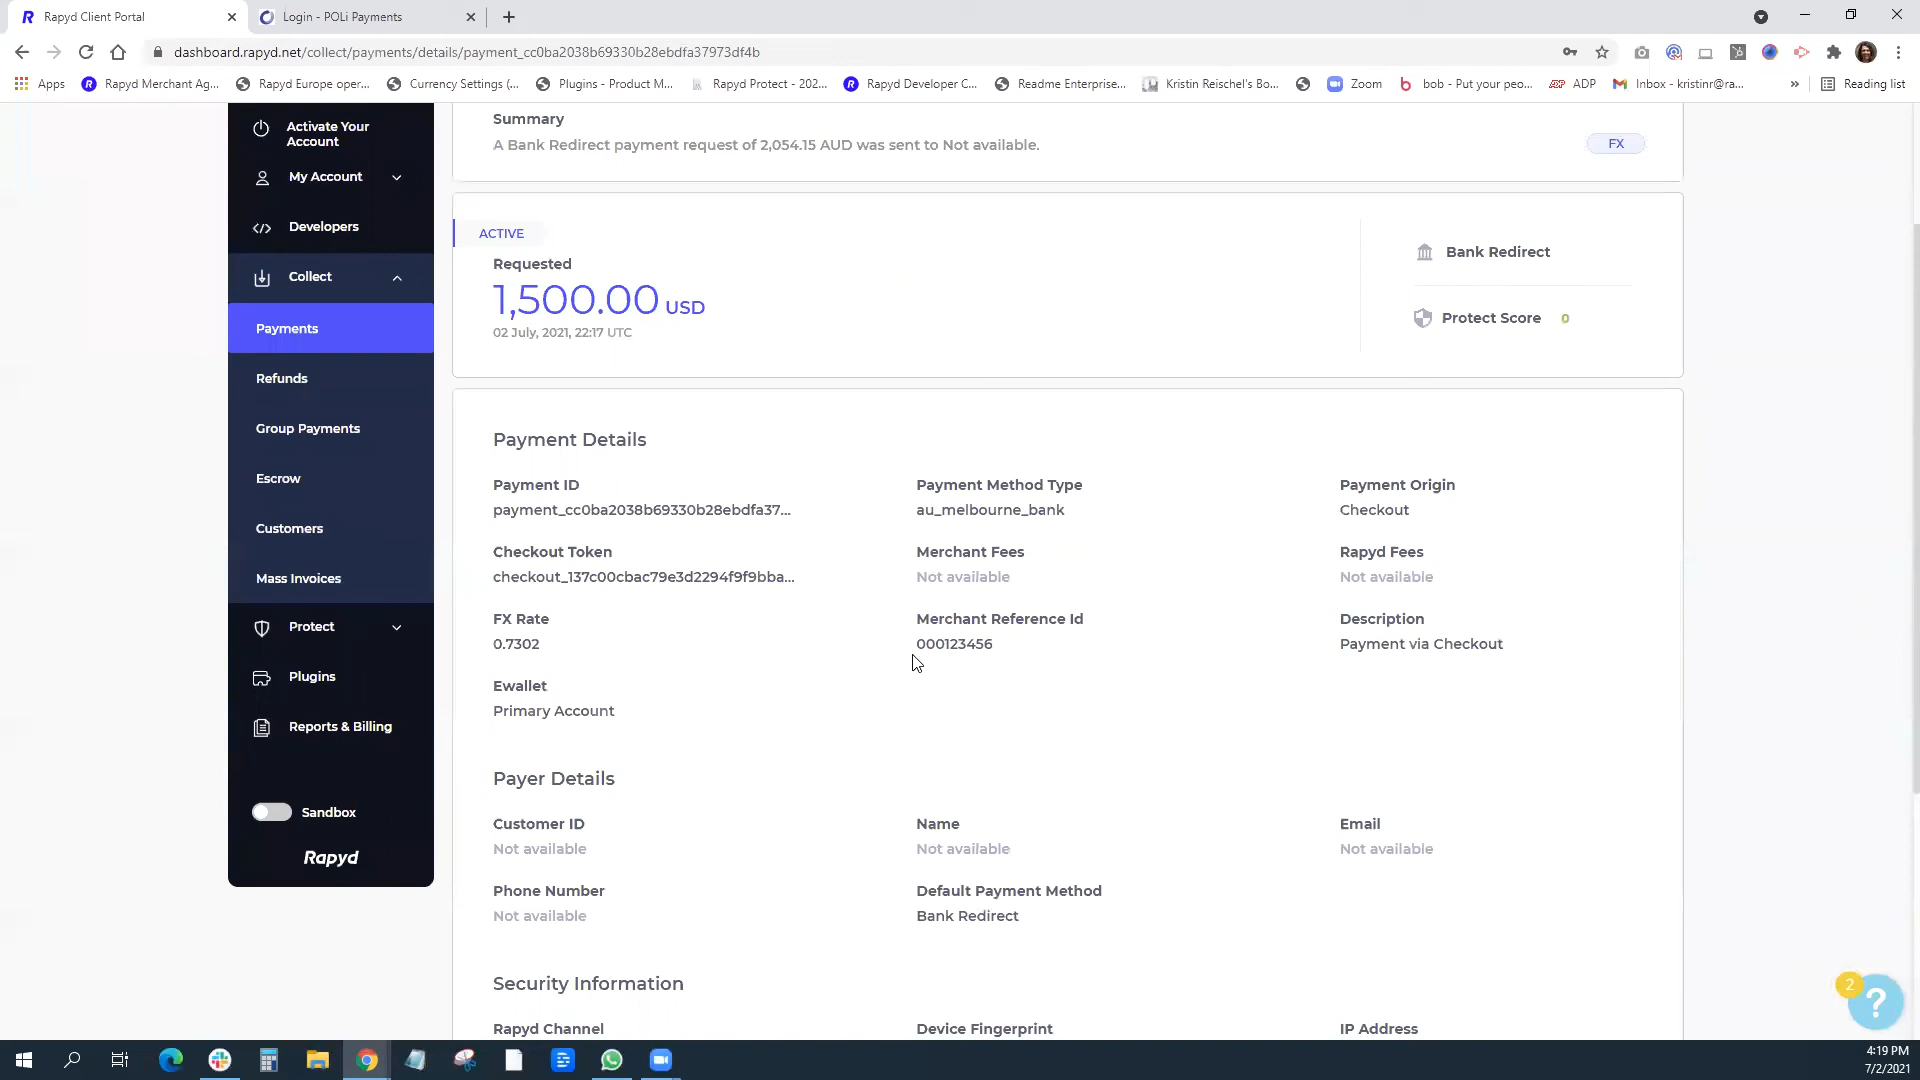 Rapyd Client Portal
Login - POLi Payments
dashboard.rapyd.net/collect/payments/details/payment_cc0ba2038b69330b28ebdfa37973df4b
Apps
Rapyd Merchant Ag...
Rapyd Europe oper...
Currency Settings (...
Plugins - Product M...
Rapyd Protect - 202...
Rapyd Developer C...
Readme Enterprise...
Kristin Reischel's Bo...
Zoom
bob - Put your peo...
ADP
Inbox - kristinr@ra...
»
Reading list
Activate Your
Account
My Account
Developers
Collect
Payments
Refunds
Group Payments
Escrow
Customers
Mass Invoices
Protect
Plugins
Reports & Billing
Sandbox
Rapyd
Summary
A Bank Redirect payment request of 2,054.15 AUD was sent to Not available.
FX
ACTIVE
Requested
1,500.00 USD
02 July, 2021, 22:17 UTC
Bank Redirect
Protect Score 0
Payment Details
Payment ID
payment_cc0ba2038b69330b28ebdfa37...
Payment Method Type
au_melbourne_bank
Payment Origin
Checkout
Checkout Token
checkout_137c00cbac79e3d2294f9f9bba...
Merchant Fees
Not available
Rapyd Fees
Not available
FX Rate
0.7302
Merchant Reference Id
000123456
Description
Payment via Checkout
Ewallet
Primary Account
Payer Details
Customer ID
Not available
Name
Not available
Email
Not available
Phone Number
Not available
Default Payment Method
Bank Redirect
Security Information
Rapyd Channel
Device Fingerprint
IP Address
2
?
4:19 PM
7/2/2021